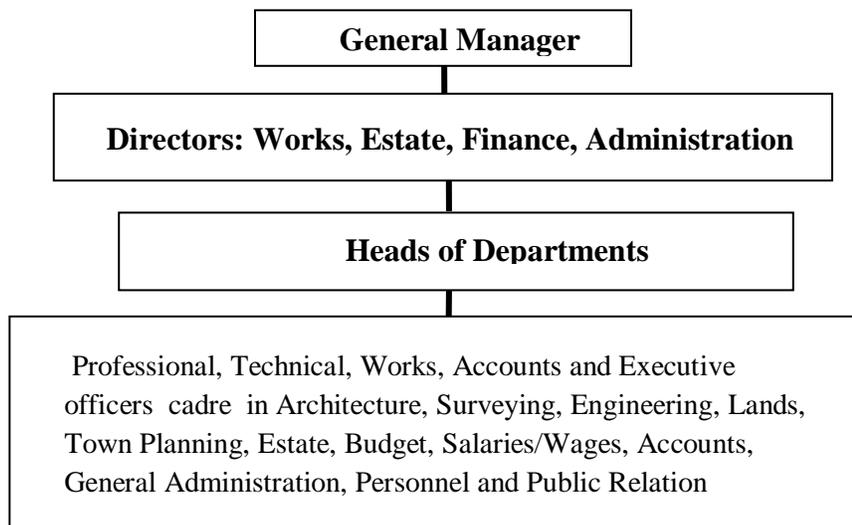 General Manager
Directors: Works, Estate, Finance, Administration
Heads of Departments
Professional, Technical, Works, Accounts and Executive
officers cadre in Architecture, Surveying, Engineering, Lands,
Town Planning, Estate, Budget, Salaries/Wages, Accounts,
General Administration, Personnel and Public Relation